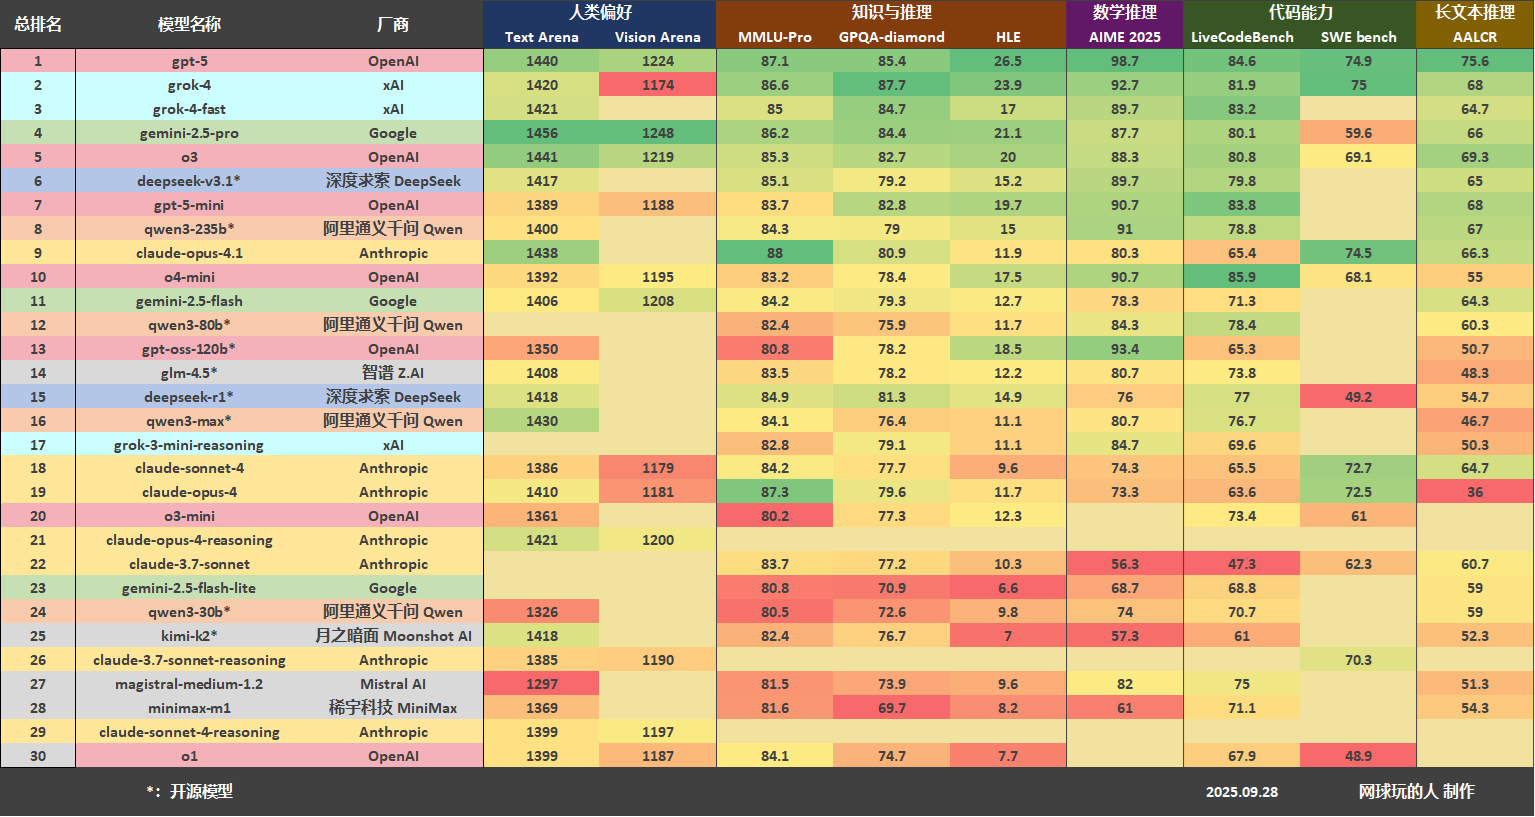 总排名 模型名称 厂商 人类偏好 知识与推理 数学推理 代码能力 长文本推理
Text Arena Vision Arena MMLU-Pro GPQA-diamond HLE AIME 2025 LiveCodeBench SWE bench AALCR
1 gpt-5 OpenAI 1440 1224 87.1 85.4 26.5 98.7 84.6 74.9 75.6
2 grok-4 xAI 1420 1174 86.6 87.7 23.9 92.7 81.9 75 68
3 grok-4-fast xAI 1421 85 84.7 17 89.7 83.2 64.7
4 gemini-2.5-pro Google 1456 1248 86.2 84.4 21.1 87.7 80.1 59.6 66
5 o3 OpenAI 1441 1219 85.3 82.7 20 88.3 80.8 69.1 69.3
6 deepseek-v3.1* 深度求索 DeepSeek 1417 85.1 79.2 15.2 89.7 79.8 65
7 gpt-5-mini OpenAI 1389 1188 83.7 82.8 19.7 90.7 83.8 68
8 qwen3-235b* 阿里通义千问 Qwen 1400 84.3 79 15 91 78.8 67
9 claude-opus-4.1 Anthropic 1438 88 80.9 11.9 80.3 65.4 74.5 66.3
10 o4-mini OpenAI 1392 1195 83.2 78.4 17.5 90.7 85.9 68.1 55
11 gemini-2.5-flash Google 1406 1208 84.2 79.3 12.7 78.3 71.3 64.3
12 qwen3-80b* 阿里通义千问 Qwen 82.4 75.9 11.7 84.3 78.4 60.3
13 gpt-oss-120b* OpenAI 1350 80.8 78.2 18.5 93.4 65.3 50.7
14 glm-4.5* 智谱 Z.AI 1408 83.5 78.2 12.2 80.7 73.8 48.3
15 deepseek-r1* 深度求索 DeepSeek 1418 84.9 81.3 14.9 76 77 49.2 54.7
16 qwen3-max* 阿里通义千问 Qwen 1430 84.1 76.4 11.1 80.7 76.7 46.7
17 grok-3-mini-reasoning xAI 82.8 79.1 11.1 84.7 69.6 50.3
18 claude-sonnet-4 Anthropic 1386 1179 84.2 77.7 9.6 74.3 65.5 72.7 64.7
19 claude-opus-4 Anthropic 1410 1181 87.3 79.6 11.7 73.3 63.6 72.5 36
20 o3-mini OpenAI 1361 80.2 77.3 12.3 73.4 61
21 claude-opus-4-reasoning Anthropic 1421 1200
22 claude-3.7-sonnet Anthropic 83.7 77.2 10.3 56.3 47.3 62.3 60.7
23 gemini-2.5-flash-lite Google 80.8 70.9 6.6 68.7 68.8 59
24 qwen3-30b* 阿里通义千问 Qwen 1326 80.5 72.6 9.8 74 70.7 59
25 kimi-k2* 月之暗面 Moonshot AI 1418 82.4 76.7 7 57.3 61 52.3
26 claude-3.7-sonnet-reasoning Anthropic 1385 1190 70.3
27 magistral-medium-1.2 Mistral AI 1297 81.5 73.9 9.6 82 75 51.3
28 minimax-m1 稀宇科技 MiniMax 1369 81.6 69.7 8.2 61 71.1 54.3
29 claude-sonnet-4-reasoning Anthropic 1399 1197
30 o1 OpenAI 1399 1187 84.1 74.7 7.7 67.9 48.9
*：开源模型 2025.09.28 网球玩的人 制作